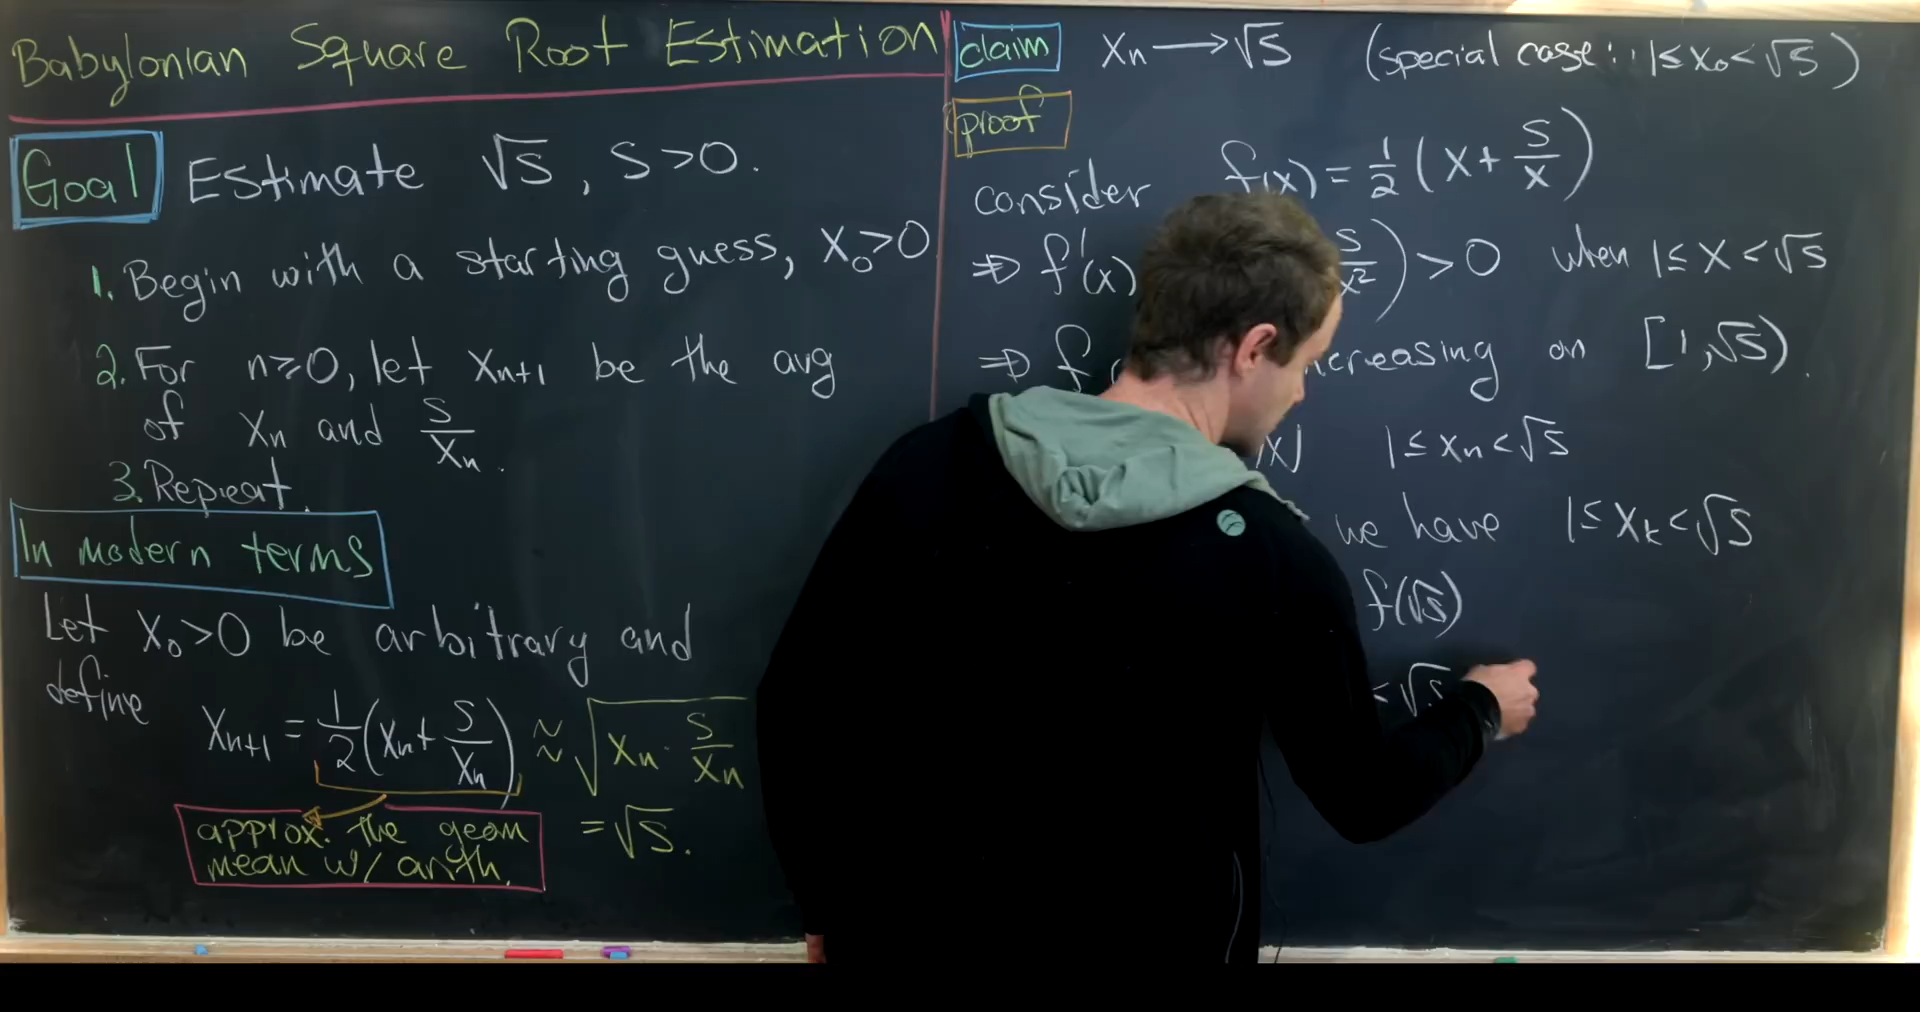 Babylonian Square Root Estimation
Goal Estimate √S, S>0.
1. Begin with a starting guess, x₀>0
2. For n≥0, let xₙ₊₁ be the avg
of xₙ and S/xₙ.
3. Repeat.
In modern terms
Let x₀>0 be arbitrary and
define
xₙ₊₁ = 1/2(xₙ+S/xₙ) ≈ √(xₙ·S/xₙ)
approx. the geom
mean w/ arith.
=√S.
claim xₙ→√S (special case: 1≤x₀<√S)
proof
consider f(x)=1/2(x+S/x)
⇒ f'(x) S/x²)>0 when 1≤x<√S
⇒ f increasing on [1,√S).
1≤xₙ<√S
we have 1≤xₖ<√S
f(√S)
√S